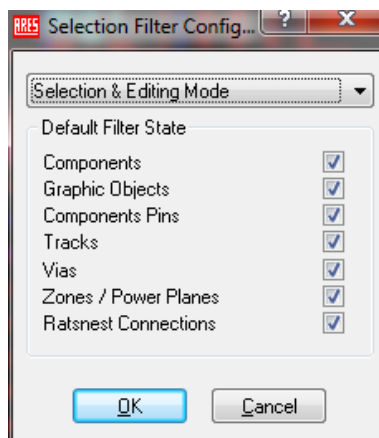 ARES Selection Filter Config... ? X
Selection & Editing Mode
Default Filter State
Components
Graphic Objects
Components Pins
Tracks
Vias
Zones / Power Planes
Ratsnest Connections
OK Cancel